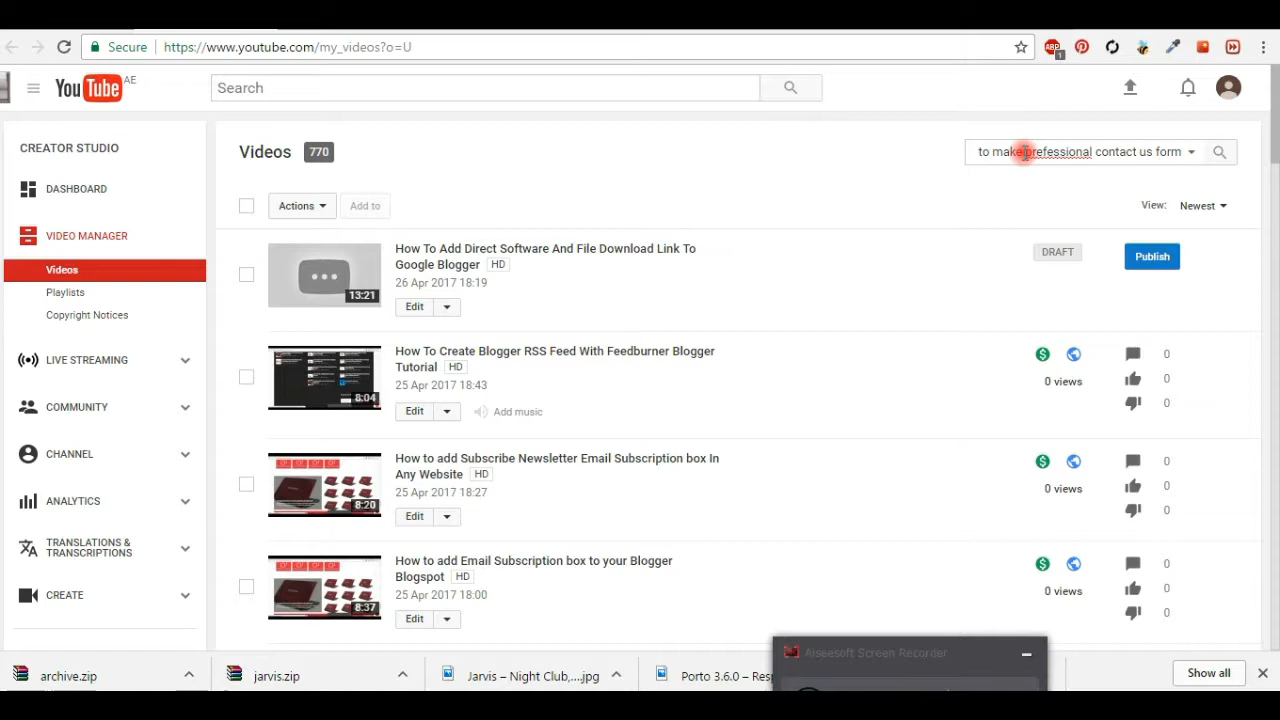 Secure https://www.youtube.com/my_videos?o=U
ABP
1
YouTube AE
Search
CREATOR STUDIO
DASHBOARD
VIDEO MANAGER
Videos
Playlists
Copyright Notices
LIVE STREAMING
COMMUNITY
CHANNEL
ANALYTICS
TRANSLATIONS &
TRANSCRIPTIONS
CREATE
Videos 770
to make prefessional contact us form
Actions
Add to
View: Newest
13:21
How To Add Direct Software And File Download Link To
Google Blogger HD
26 Apr 2017 18:19
Edit
DRAFT
Publish
8:04
How To Create Blogger RSS Feed With Feedburner Blogger
Tutorial HD
25 Apr 2017 18:43
Edit
Add music
0 views
0
0
0
8:20
How to add Subscribe Newsletter Email Subscription box In
Any Website HD
25 Apr 2017 18:27
Edit
0 views
0
0
0
8:37
How to add Email Subscription box to your Blogger
Blogspot HD
25 Apr 2017 18:00
Edit
0 views
0
0
0
Aiseesoft Screen Recorder
archive.zip
jarvis.zip
Jarvis – Night Club,....jpg
Porto 3.6.0 – Resp
Show all